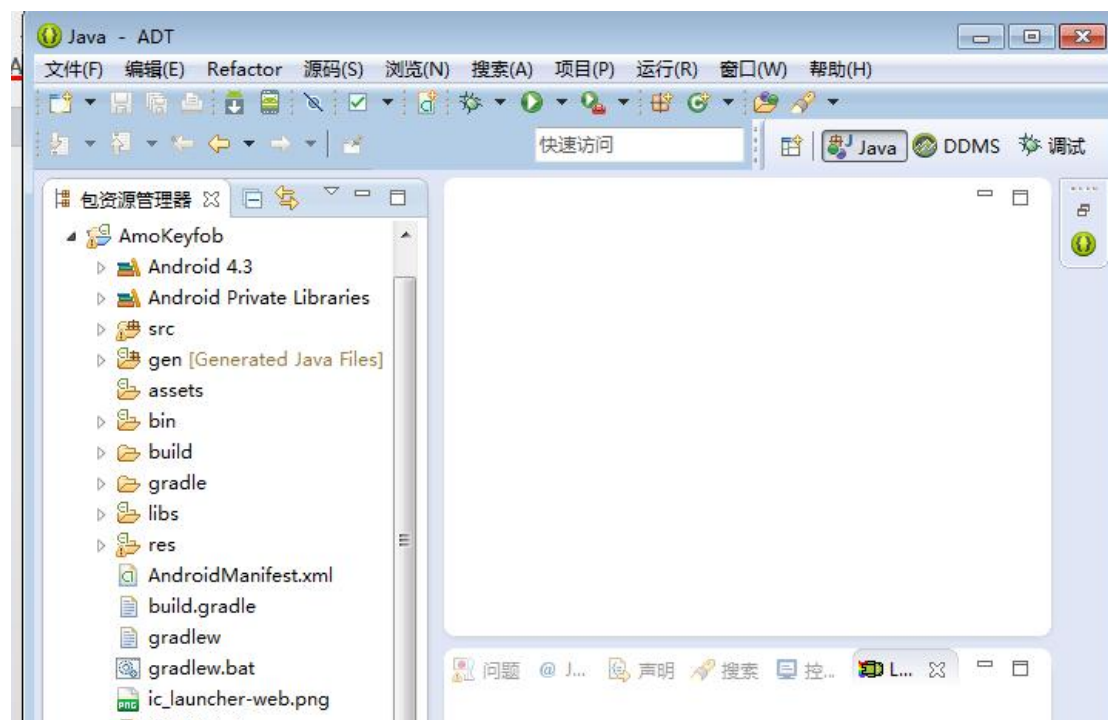 Java - ADT
文件(F) 编辑(E) Refactor 源码(S) 浏览(N) 搜索(A) 项目(P) 运行(R) 窗口(W) 帮助(H)
快速访问 Java DDMS 调试
包资源管理器
AmoKeyfob
Android 4.3
Android Private Libraries
src
gen [Generated Java Files]
assets
bin
build
gradle
libs
res
AndroidManifest.xml
build.gradle
gradlew
gradlew.bat
ic_launcher-web.png
问题 @ J... 声明 搜索 控... L...